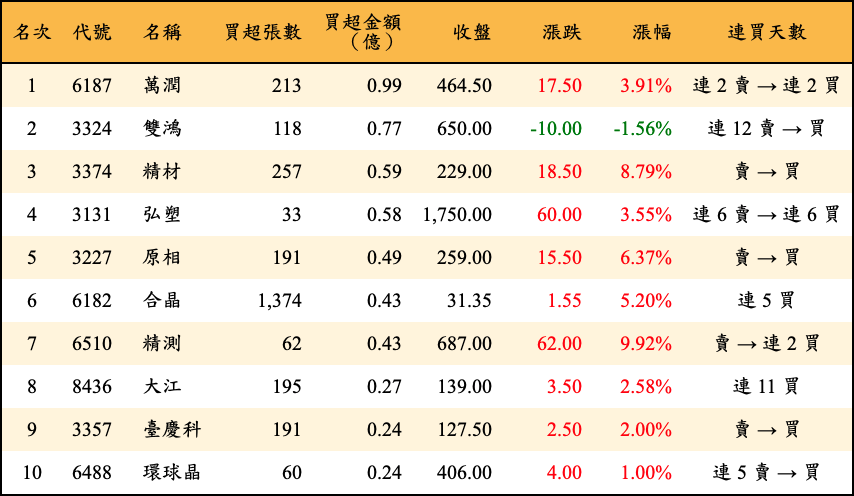 名次 代號 名稱 買超張數 買超金額（億） 收盤 漲跌 漲幅 連買天數
1 6187 萬潤 213 0.99 464.50 17.50 3.91% 連 2 賣 → 連 2 買
2 3324 雙鴻 118 0.77 650.00 -10.00 -1.56% 連 12 賣 → 買
3 3374 精材 257 0.59 229.00 18.50 8.79% 賣 → 買
4 3131 弘塑 33 0.58 1,750.00 60.00 3.55% 連 6 賣 → 連 6 買
5 3227 原相 191 0.49 259.00 15.50 6.37% 賣 → 買
6 6182 合晶 1,374 0.43 31.35 1.55 5.20% 連 5 買
7 6510 精測 62 0.43 687.00 62.00 9.92% 賣 → 連 2 買
8 8436 大江 195 0.27 139.00 3.50 2.58% 連 11 買
9 3357 臺慶科 191 0.24 127.50 2.50 2.00% 賣 → 買
10 6488 環球晶 60 0.24 406.00 4.00 1.00% 連 5 賣 → 買